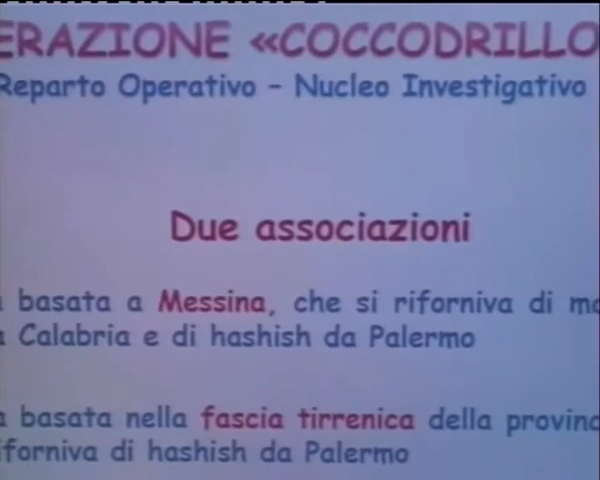 ERAZIONE «COCCODRILLO
Reparto Operativo – Nucleo Investigativo
Due associazioni
basata a Messina, che si riforniva di
Calabria e di hashish da Palermo
basata nella fascia tirrenica della provinc
iforniva di hashish da Palermo